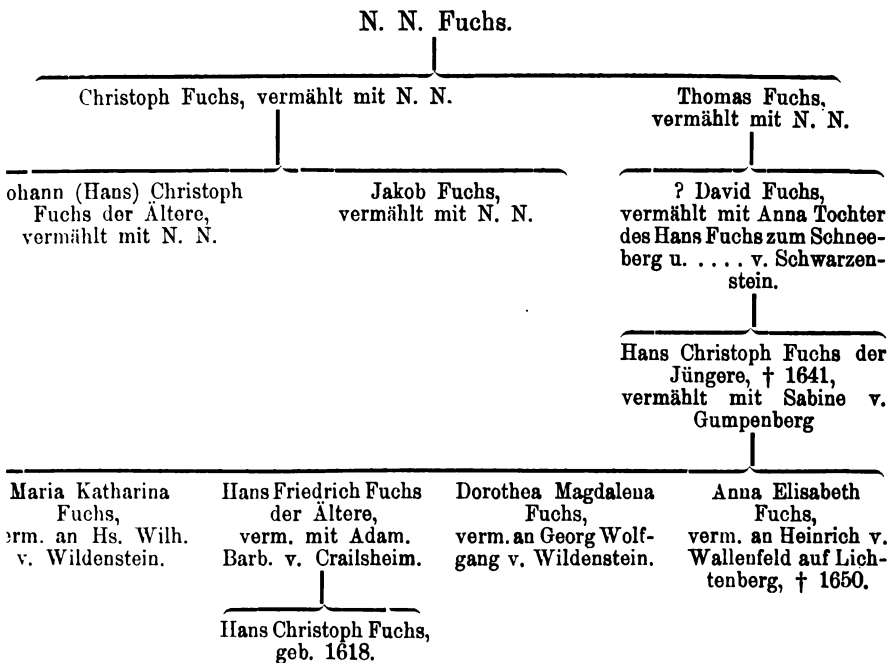 N. N. Fuchs.
Christoph Fuchs, vermählt mit N. N.
Thomas Fuchs,
vermählt mit N. N.
ohann (Hans) Christoph
Fuchs der Ältere,
vermählt mit N. N.
Jakob Fuchs,
vermählt mit N. N.
? David Fuchs,
vermählt mit Anna Tochter
des Hans Fuchs zum Schnee-
berg u. . . . . . v. Schwarzen-
stein.
Hans Christoph Fuchs der
Jüngere, † 1641,
vermählt mit Sabine v.
Gumpenberg
Maria Katharina
Fuchs,
erm. an Hs. Wilh.
v. Wildenstein.
Hans Friedrich Fuchs
der Ältere,
verm. mit Adam.
Barb. v. Crailsheim.
Dorothea Magdalena
Fuchs,
verm. an Georg Wolf-
gang v. Wildenstein.
Anna Elisabeth
Fuchs,
verm. an Heinrich v.
Wallenfeld auf Lich-
tenberg, † 1650.
Hans Christoph Fuchs,
geb. 1618.